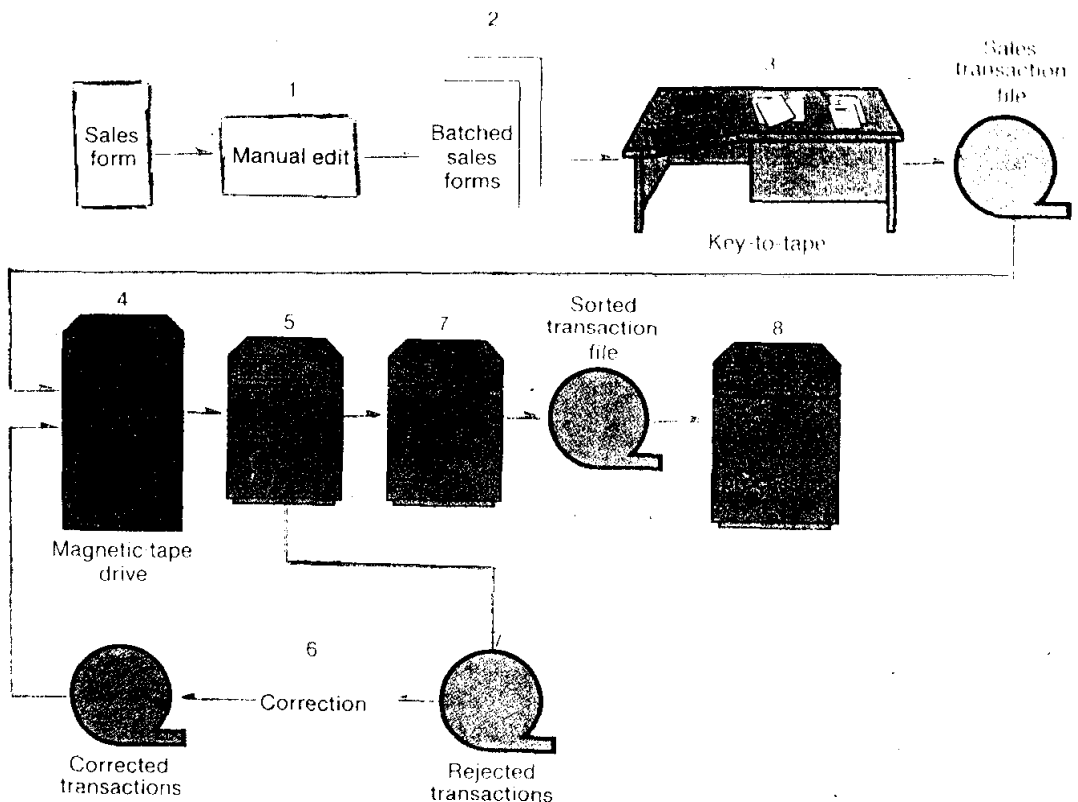 2
Sales
form
1
Manual edit
Batched
sales
forms
3
Key-to-tape
Sales
transaction
file
4
Magnetic tape
drive
5
7
Sorted
transaction
file
8
6
Correction
Corrected
transactions
Rejected
transactions